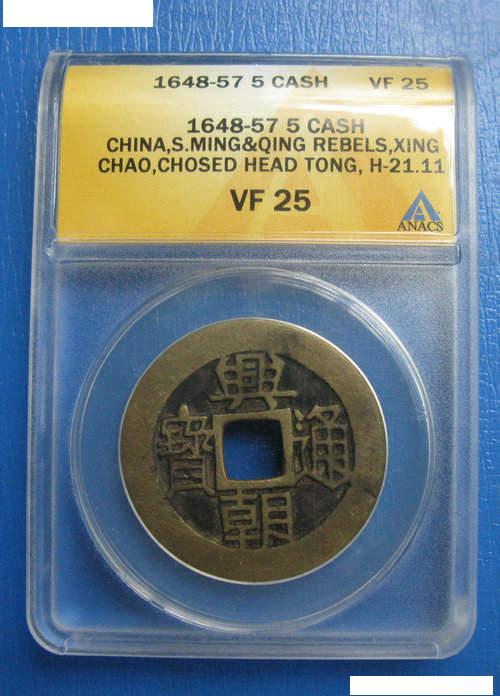 1648-57 5 CASH VF 25
1648-57 5 CASH
CHINA,S.MING&QING REBELS,XING
CHAO,CHOSED HEAD TONG, H-21.11
VF 25
ANACS
興
寶 通
朝